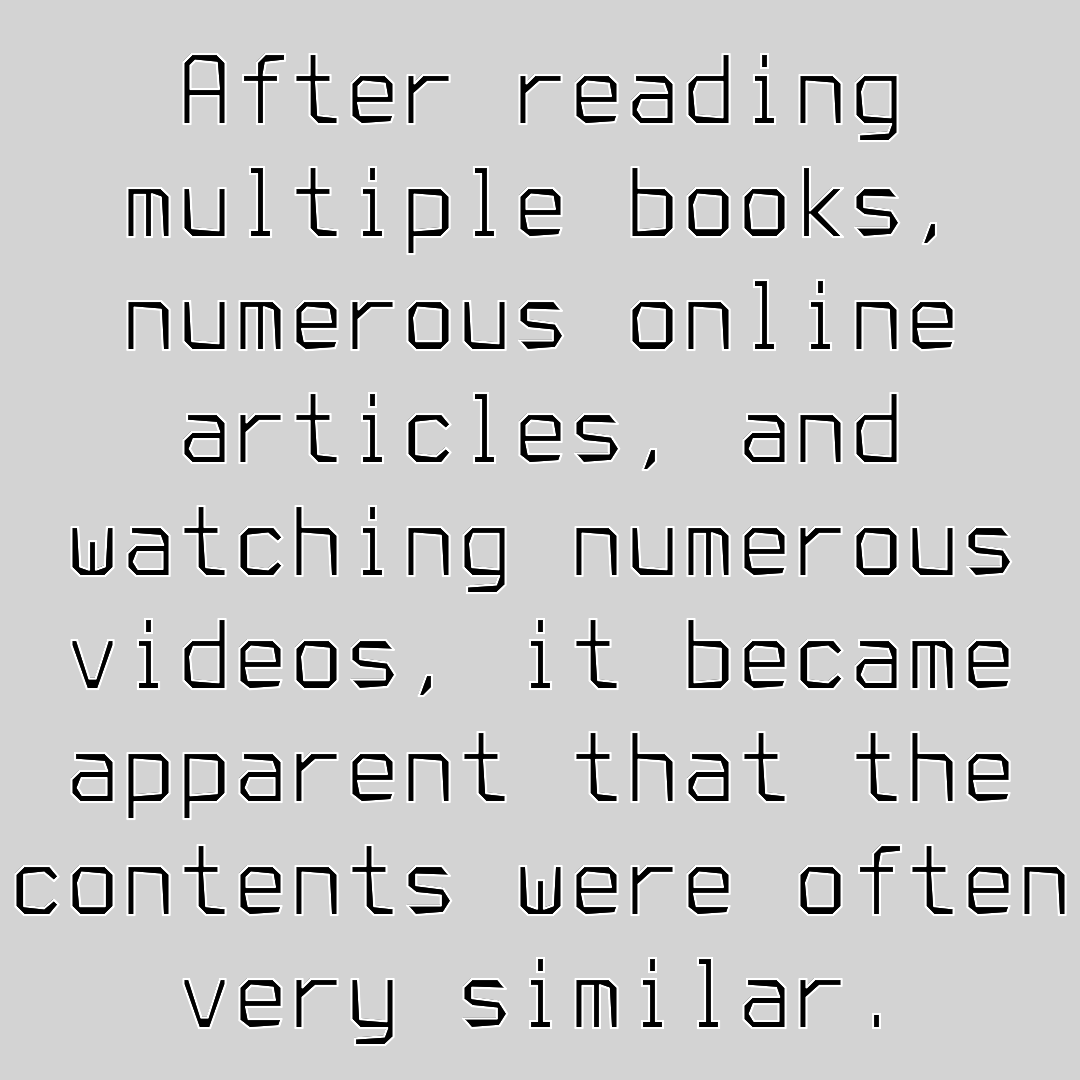 After reading
multiple books,
numerous online
articles, and
watching numerous
videos, it became
apparent that the
contents were often
very similar.